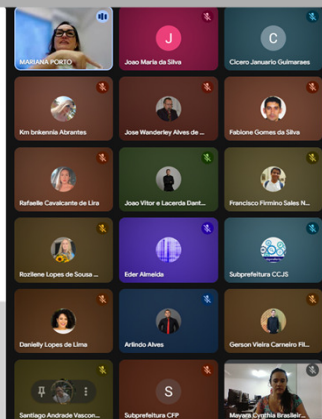 MARIANA PORTO
J
Joao Maria da Silva
C
Cicero Januario Guimaraes
Km bnkennia Abrantes
Jose Wanderley Alves de ...
Fabione Gomes da Silva
Rafaelle Cavalcante de Lira
Joao Vitor e Lacerda Dant...
Francisco Firmino Sales N...
Rozilene Lopes de Sousa ...
Eder Almeida
Subprefeitura CCJS
Danielly Lopes de Lima
Arlindo Alves
Gerson Vieira Carneiro Fil...
Santiago Andrade Vascon...
S
Subprefeitura CFP
Mayara Cynthia Brasileir...